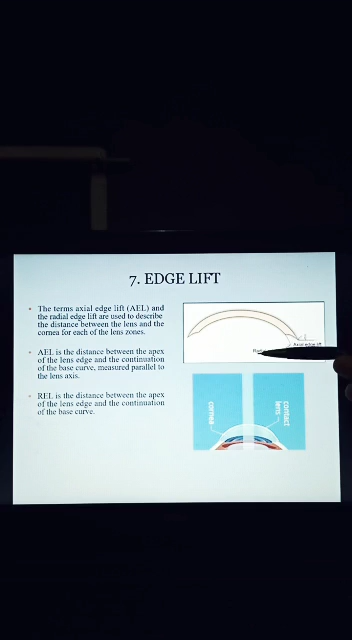 7. EDGE LIFT
• The terms axial edge lift (AEL) and
the radial edge lift are used to describe
the distance between the lens and the
cornea for each of the lens zones.
• AEL is the distance between the apex
of the lens edge and the continuation
of the base curve, measured parallel to
the lens axis.
• REL is the distance between the apex
of the lens edge and the continuation
of the base curve.
Axial edge lift
cornea
contact
lens